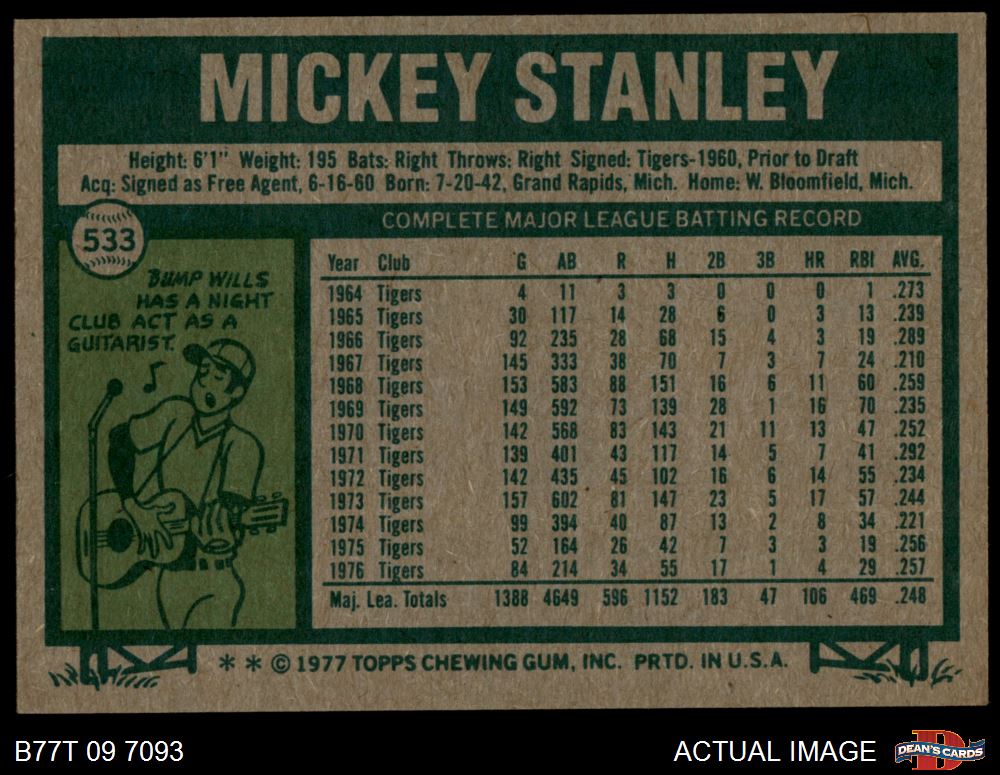 MICKEY STANLEY
Height: 6'1" Weight: 195 Bats: Right Throws: Right Signed: Tigers-1960, Prior to Draft
Acq: Signed as Free Agent, 6-16-60 Born: 7-20-42, Grand Rapids, Mich. Home: W. Bloomfield, Mich.
533
COMPLETE MAJOR LEAGUE BATTING RECORD
BUMP WILLS
HAS A NIGHT
CLUB ACT AS A
GUITARIST.
Year Club G AB R H 2B 3B HR RBI AVG.
1964 Tigers 4 11 3 3 0 0 0 1 .273
1965 Tigers 30 117 14 28 6 0 3 13 .239
1966 Tigers 92 235 28 68 15 4 3 19 .289
1967 Tigers 145 333 38 70 7 3 7 24 .210
1968 Tigers 153 583 88 151 16 6 11 60 .259
1969 Tigers 149 592 73 139 28 1 16 70 .235
1970 Tigers 142 568 83 143 21 11 13 47 .252
1971 Tigers 139 401 43 117 14 5 7 41 .292
1972 Tigers 142 435 45 102 16 6 14 55 .234
1973 Tigers 157 602 81 147 23 5 17 57 .244
1974 Tigers 99 394 40 87 13 2 8 34 .221
1975 Tigers 52 164 26 42 7 3 3 19 .256
1976 Tigers 84 214 34 55 17 1 4 29 .257
Maj. Lea. Totals 1388 4649 596 1152 183 47 106 469 .248
* * © 1977 TOPPS CHEWING GUM, INC. PRTD. IN U.S.A.
B77T 09 7093
ACTUAL IMAGE
D
DEAN'S CARDS